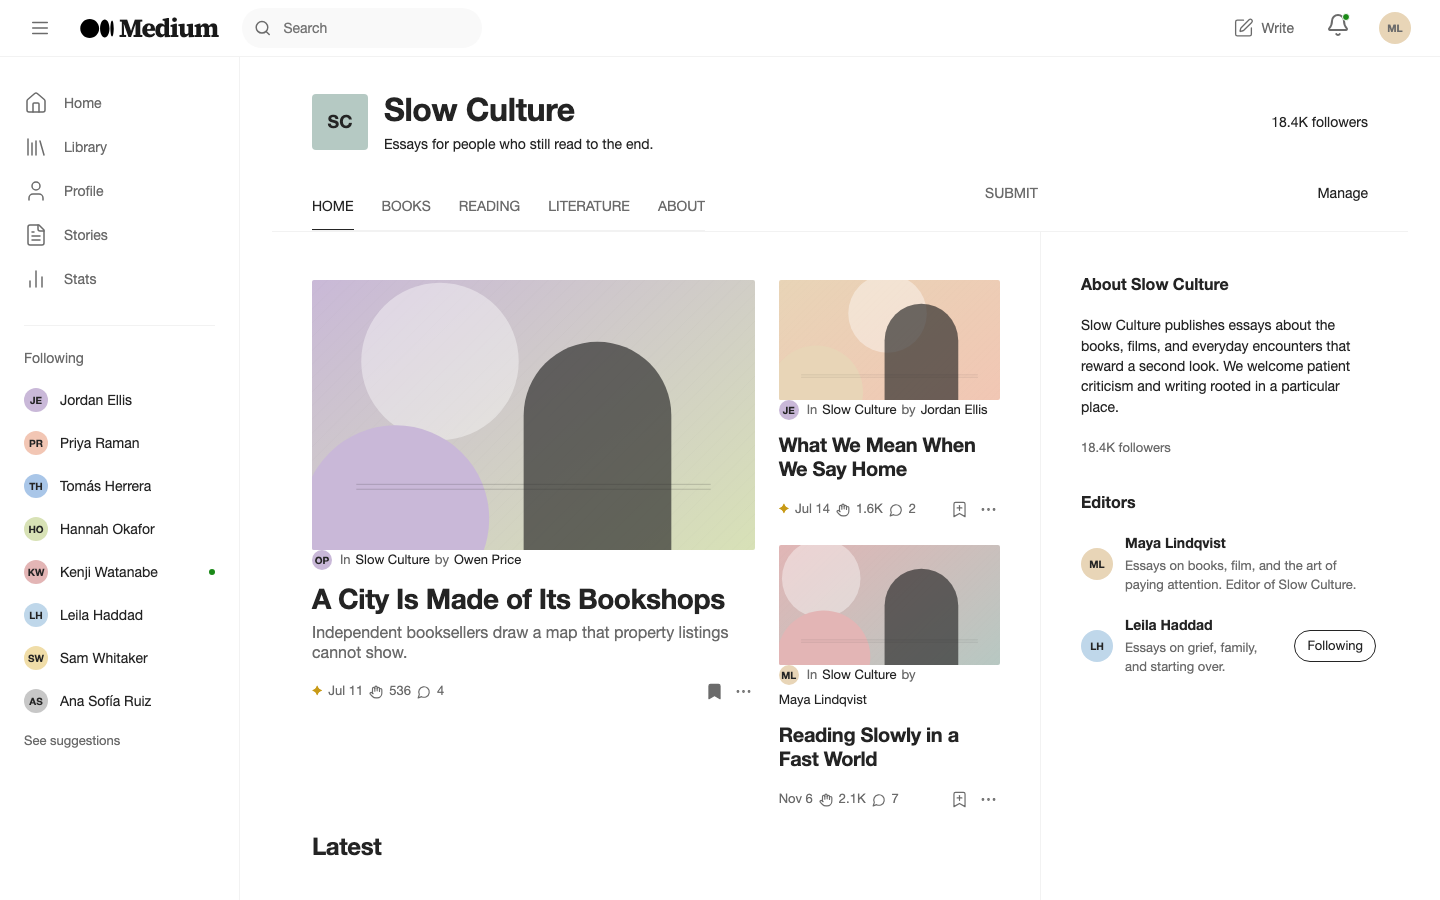 Medium
Search
Write
ML
Home
Library
Profile
Stories
Stats
Following
JE Jordan Ellis
PR Priya Raman
TH Tomás Herrera
HO Hannah Okafor
KW Kenji Watanabe
LH Leila Haddad
SW Sam Whitaker
AS Ana Sofía Ruiz
See suggestions
SC
Slow Culture
Essays for people who still read to the end.
18.4K followers
HOME BOOKS READING LITERATURE ABOUT
SUBMIT
Manage
OP In Slow Culture by Owen Price
A City Is Made of Its Bookshops
Independent booksellers draw a map that property listings
cannot show.
Jul 11 536 4
JE In Slow Culture by Jordan Ellis
What We Mean When
We Say Home
Jul 14 1.6K 2
ML In Slow Culture by
Maya Lindqvist
Reading Slowly in a
Fast World
Nov 6 2.1K 7
Latest
About Slow Culture
Slow Culture publishes essays about the
books, films, and everyday encounters that
reward a second look. We welcome patient
criticism and writing rooted in a particular
place.
18.4K followers
Editors
ML
Maya Lindqvist
Essays on books, film, and the art of
paying attention. Editor of Slow Culture.
LH
Leila Haddad
Essays on grief, family,
and starting over.
Following